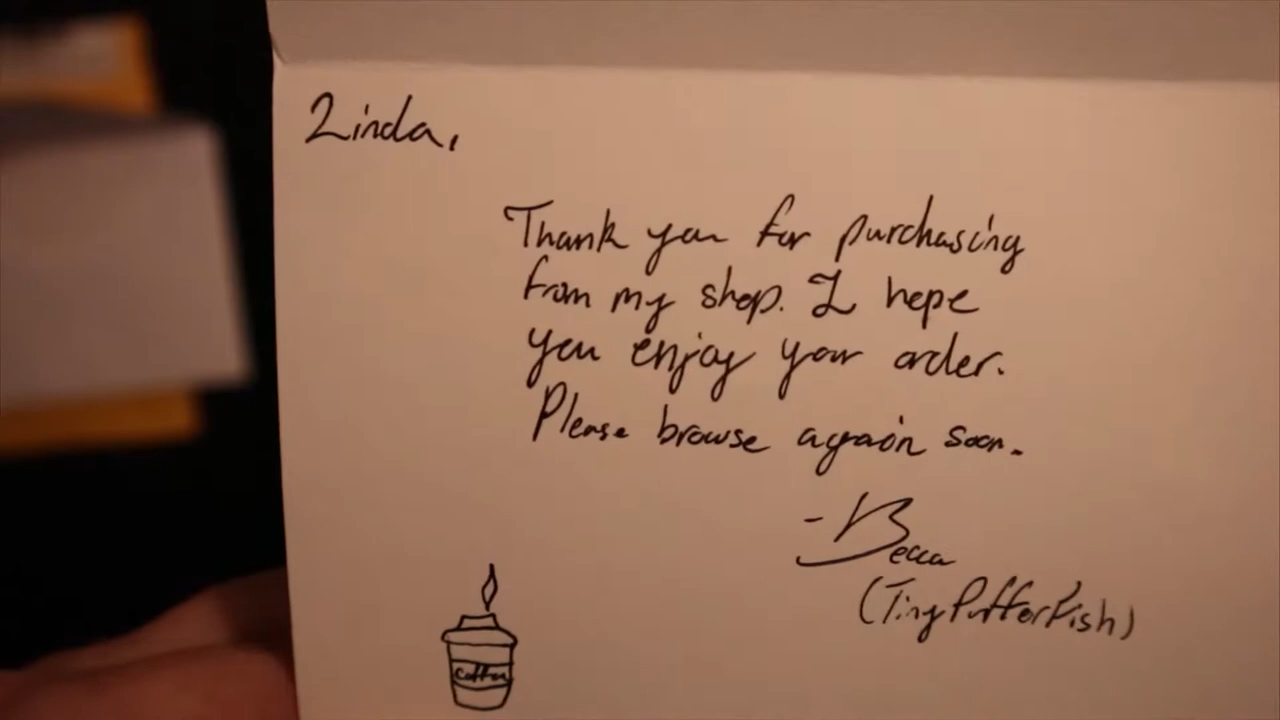 Linda,
Thank you for purchasing
from my shop. I hope
you enjoy your order.
Please browse again soon.
-Becca
(TinyPufferFish)
Coffee